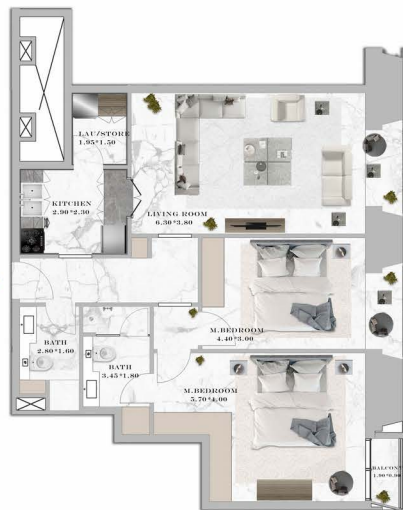 LAU/STORE
1.95*1.50
KITCHEN
2.90*2.30
LIVING ROOM
6.30*3.80
M.BEDROOM
4.40*3.00
BATH
2.80*1.60
BATH
3.45*1.80
M.BEDROOM
5.70*4.00
BALCONY